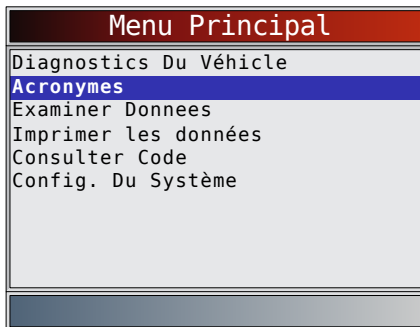 Menu Principal
Diagnostics Du Véhicle
Acronymes
Examiner Donnees
Imprimer les données
Consulter Code
Config. Du Système